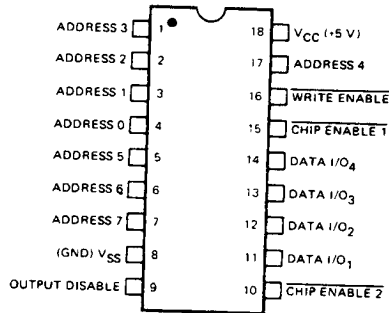 ADDRESS 3 1
ADDRESS 2 2
ADDRESS 1 3
ADDRESS 0 4
ADDRESS 5 5
ADDRESS 6 6
ADDRESS 7 7
(GND) VSS 8
OUTPUT DISABLE 9
18 VCC (+5 V)
17 ADDRESS 4
16 WRITE ENABLE
15 CHIP ENABLE 1
14 DATA I/O4
13 DATA I/O3
12 DATA I/O2
11 DATA I/O1
10 CHIP ENABLE 2